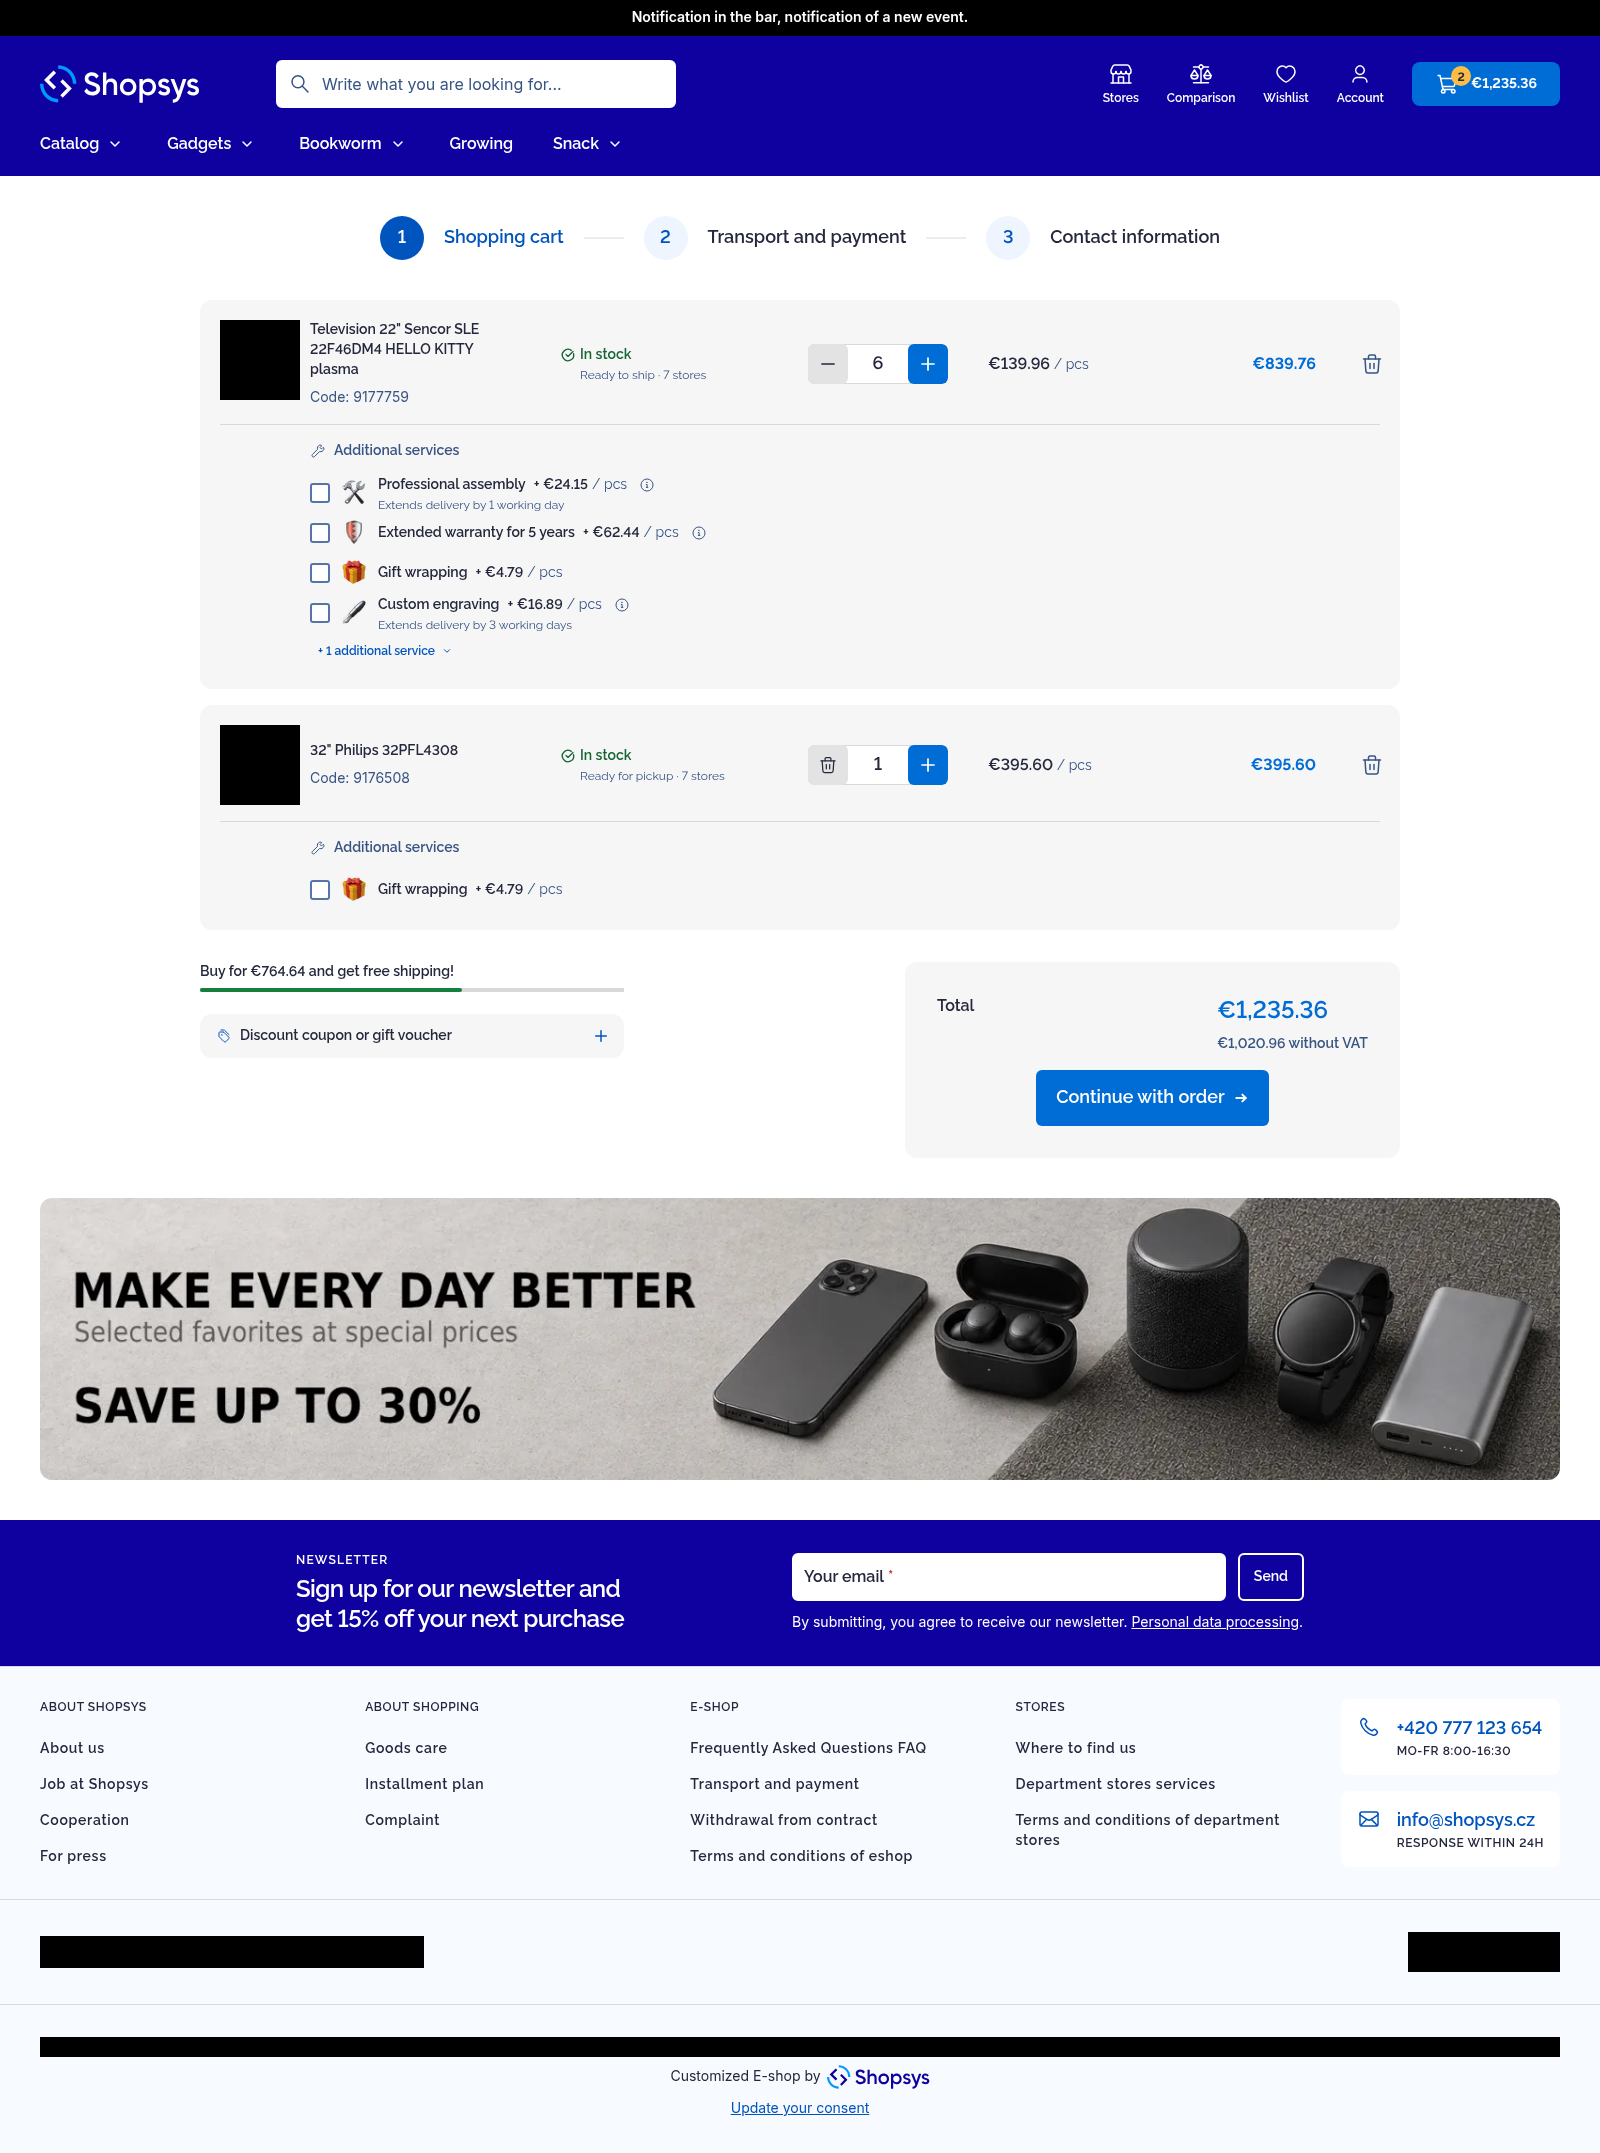 Notification in the bar, notification of a new event.
Shopsys
Write what you are looking for...
Stores
Comparison
Wishlist
Account
2
€1,235.36
Catalog
Gadgets
Bookworm
Growing
Snack
1
Shopping cart
2
Transport and payment
3
Contact information
Television 22" Sencor SLE
22F46DM4 HELLO KITTY
plasma
Code: 9177759
In stock
Ready to ship · 7 stores
6
€139.96 / pcs
€839.76
Additional services
Professional assembly + €24.15 / pcs
Extends delivery by 1 working day
Extended warranty for 5 years + €62.44 / pcs
Gift wrapping + €4.79 / pcs
Custom engraving + €16.89 / pcs
Extends delivery by 3 working days
+ 1 additional service
32" Philips 32PFL4308
Code: 9176508
In stock
Ready for pickup · 7 stores
1
€395.60 / pcs
€395.60
Additional services
Gift wrapping + €4.79 / pcs
Buy for €764.64 and get free shipping!
Discount coupon or gift voucher
Total
€1,235.36
€1,020.96 without VAT
Continue with order
MAKE EVERY DAY BETTER
Selected favorites at special prices
SAVE UP TO 30%
NEWSLETTER
Sign up for our newsletter and
get 15% off your next purchase
Your email *
Send
By submitting, you agree to receive our newsletter. Personal data processing.
ABOUT SHOPSYS
About us
Job at Shopsys
Cooperation
For press
ABOUT SHOPPING
Goods care
Installment plan
Complaint
E-SHOP
Frequently Asked Questions FAQ
Transport and payment
Withdrawal from contract
Terms and conditions of eshop
STORES
Where to find us
Department stores services
Terms and conditions of department
stores
+420 777 123 654
MO-FR 8:00-16:30
info@shopsys.cz
RESPONSE WITHIN 24H
Customized E-shop by Shopsys
Update your consent